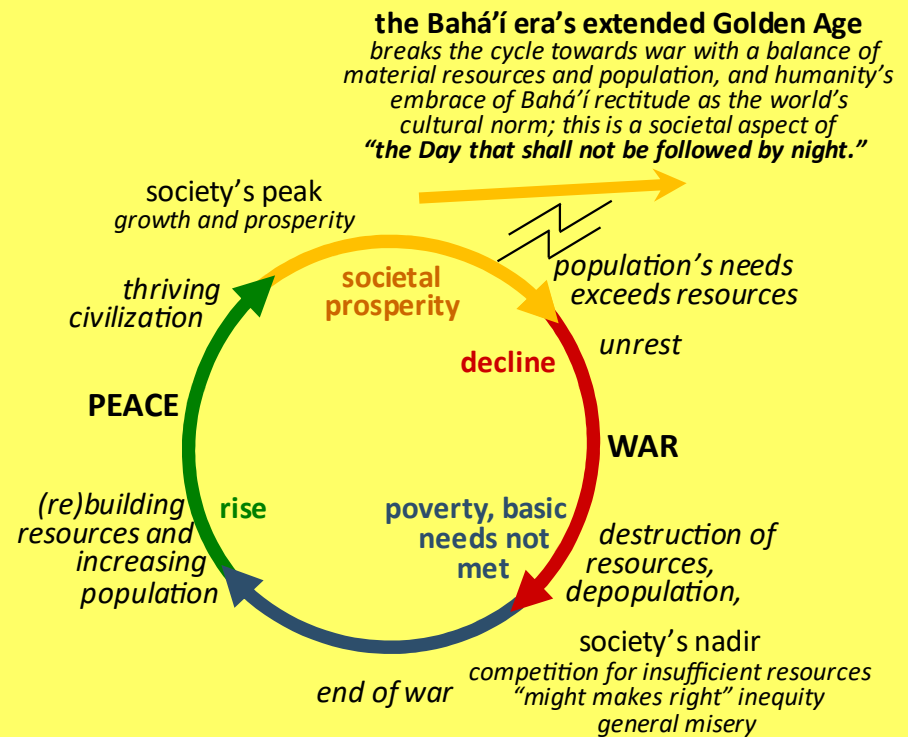 the Bahá’í era’s extended Golden Age
breaks the cycle towards war with a balance of
material resources and population, and humanity’s
embrace of Bahá’í rectitude as the world’s
cultural norm; this is a societal aspect of
“the Day that shall not be followed by night.”
society’s peak
growth and prosperity
population’s needs
exceeds resources
societal
prosperity
thriving
civilization
unrest
decline
PEACE
WAR
(re)building
resources and
increasing
population
rise
poverty, basic
needs not
met
destruction of
resources,
depopulation,
society’s nadir
competition for insufficient resources
“might makes right” inequity
general misery
end of war